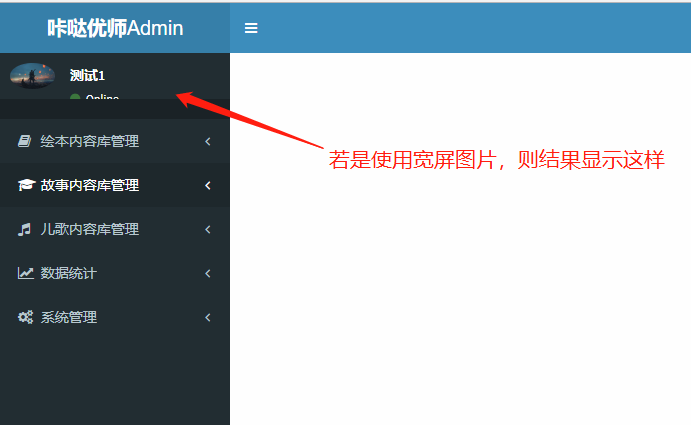 咔哒优师Admin
测试1
Online
若是使用宽屏图片，则结果显示这样
绘本内容库管理
故事内容库管理
儿歌内容库管理
数据统计
系统管理